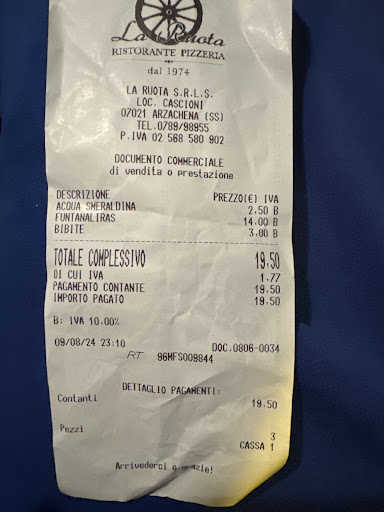 La Ruota
RISTORANTE PIZZERIA
dal 1974
LA RUOTA S.R.L.S.
LOC. CASCIONI
07021 ARZACHENA (SS)
TEL.0789/98955
P.IVA 02 568 580 902
DOCUMENTO COMMERCIALE
di vendita o prestazione
DESCRIZIONE PREZZO(€) IVA
ACQUA SMERALDINA 2.50 B
FUNTANALIRAS 14.00 B
BIBITE 3.00 B
TOTALE COMPLESSIVO 19,50
DI CUI IVA 1.77
PAGAMENTO CONTANTE 19.50
IMPORTO PAGATO 19.50
B: IVA 10.00%
09/08/24 23:10 DOC.0806-0034
RT 96MFS009844
DETTAGLIO PAGAMENTI:
Contanti 19.50
Pezzi 3
CASSA 1
Arrivederci e grazie!